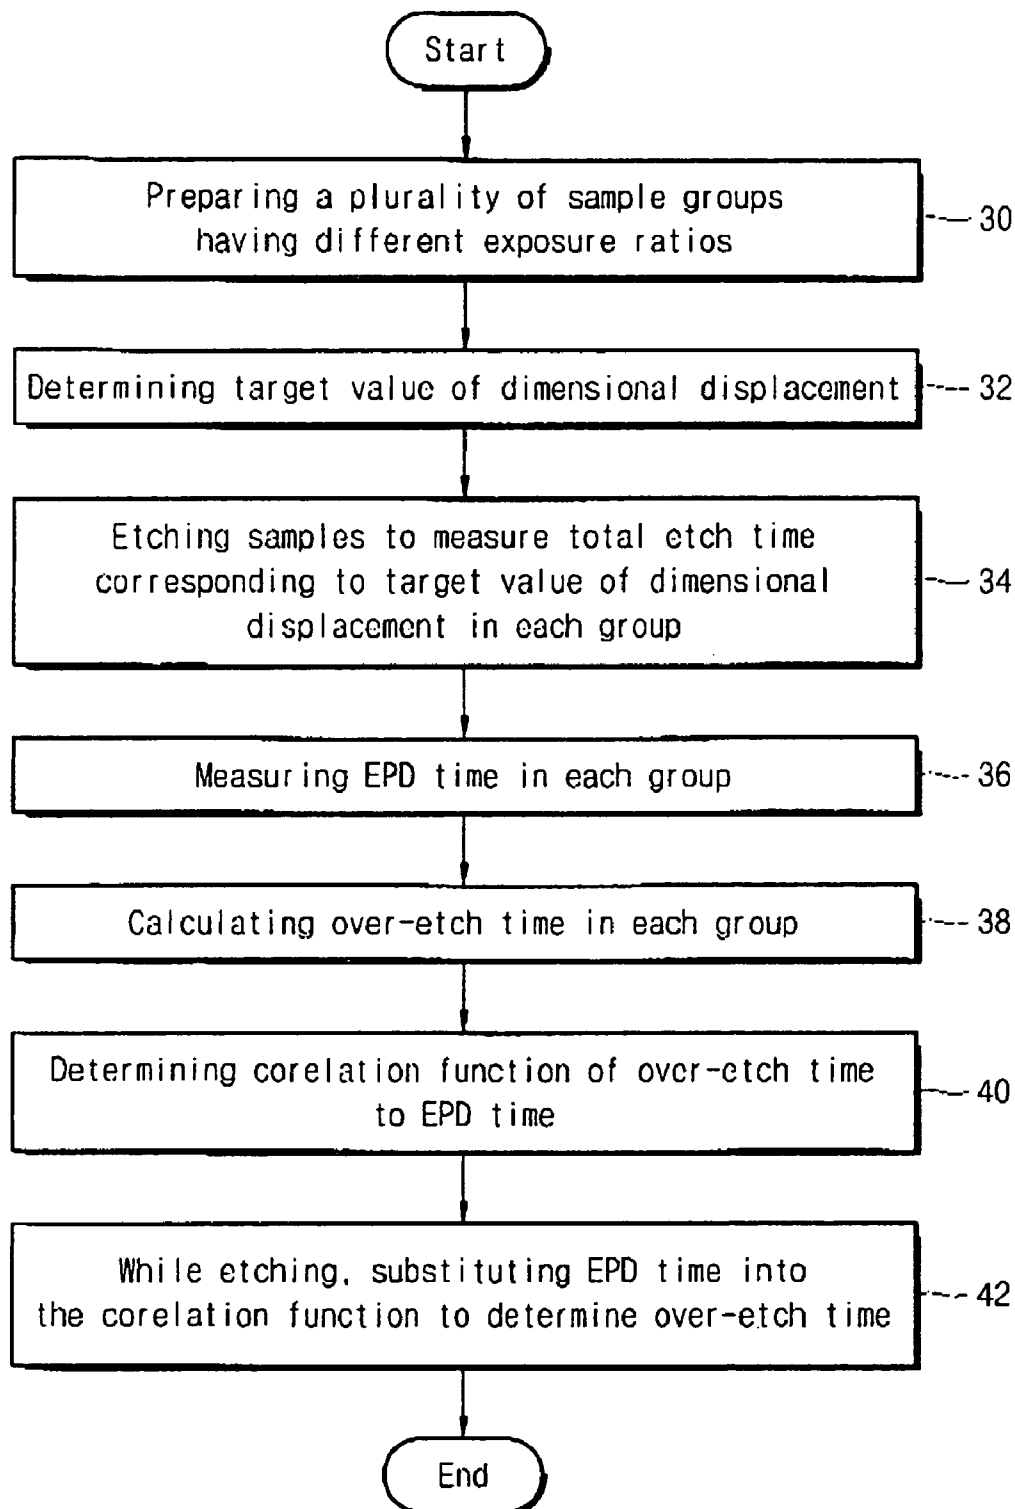 Start
Preparing a plurality of sample groups
having different exposure ratios
30
Determining target value of dimensional displacement
32
Etching samples to measure total etch time
corresponding to target value of dimensional
displacement in each group
34
Measuring EPD time in each group
36
Calculating over-etch time in each group
38
Determining corelation function of over-etch time
to EPD time
40
While etching, substituting EPD time into
the corelation function to determine over-etch time
42
End